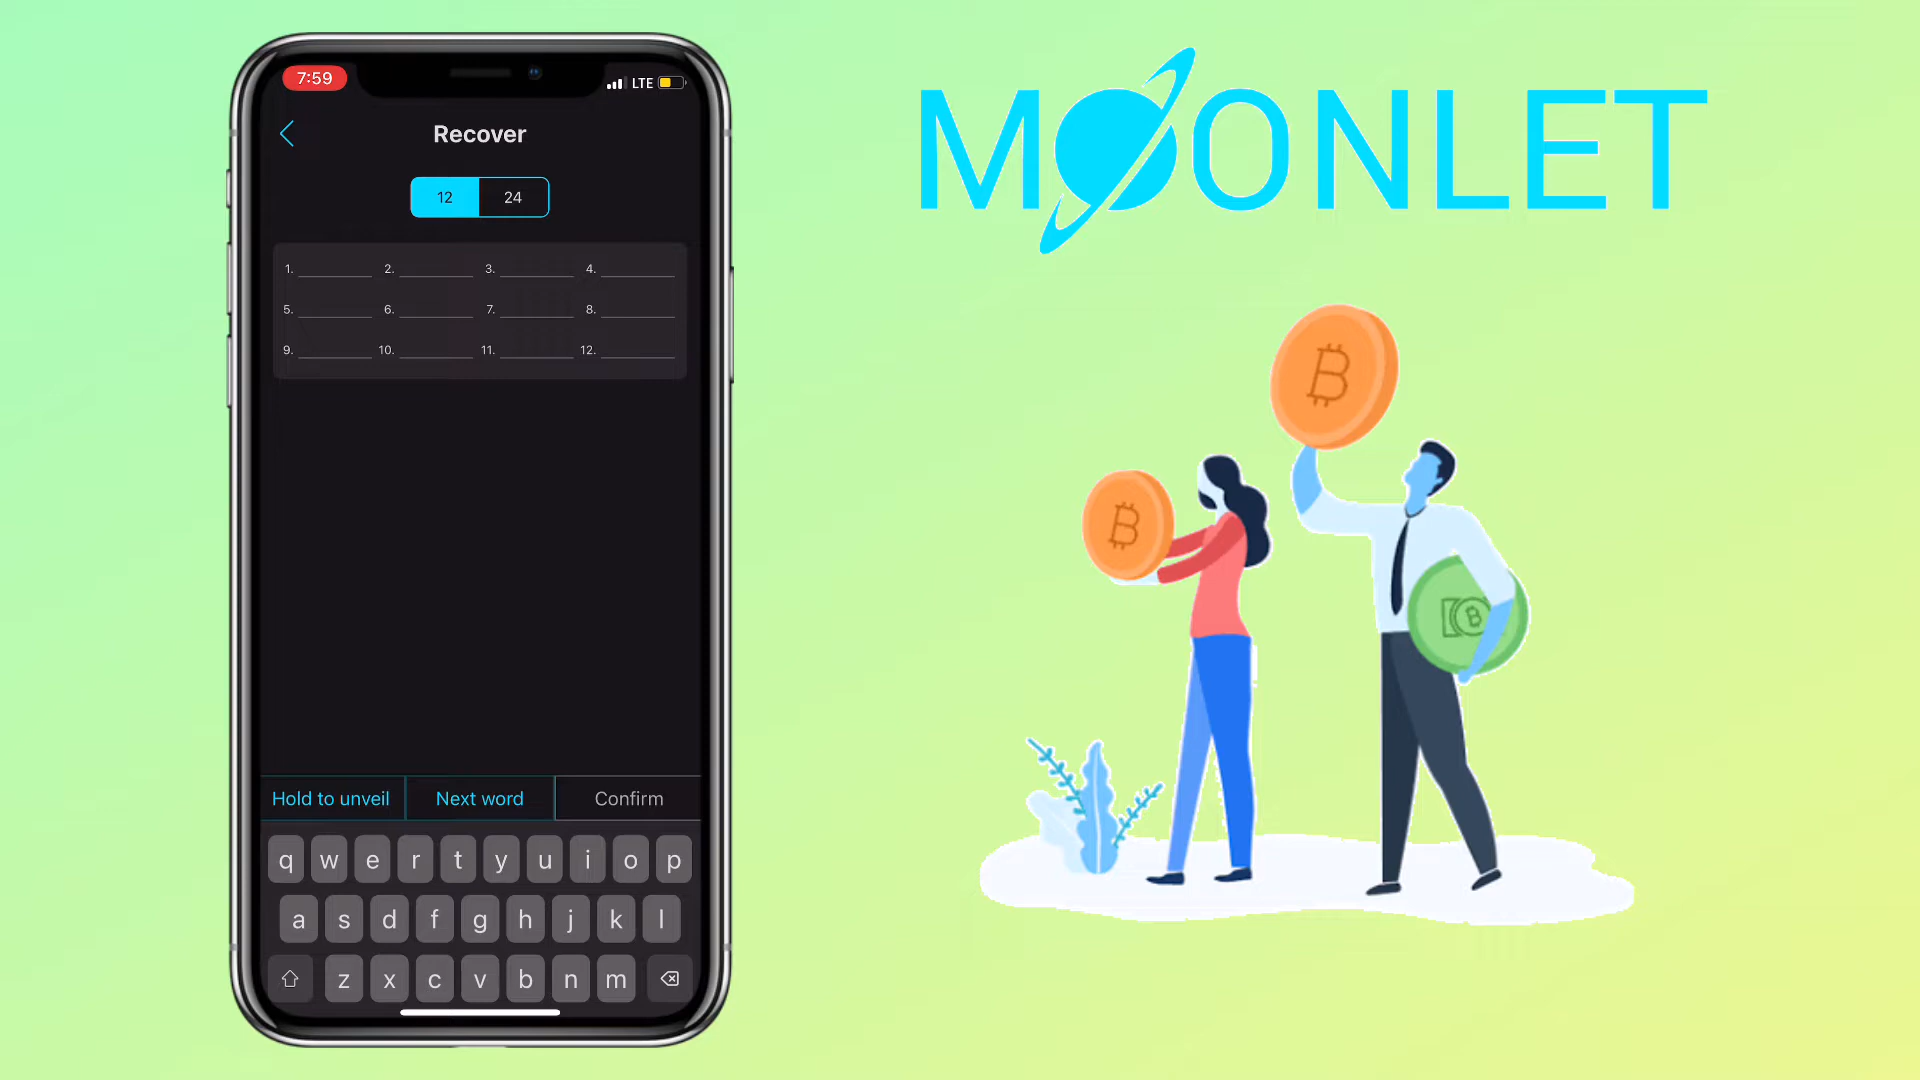 7:59
LTE
Recover
12 24
1. 2. 3. 4.
5. 6. 7. 8.
9. 10. 11. 12.
Hold to unveil Next word Confirm
q w e r t y u i o p
a s d f g h j k l
z x c v b n m
MOONLET
B
B
B